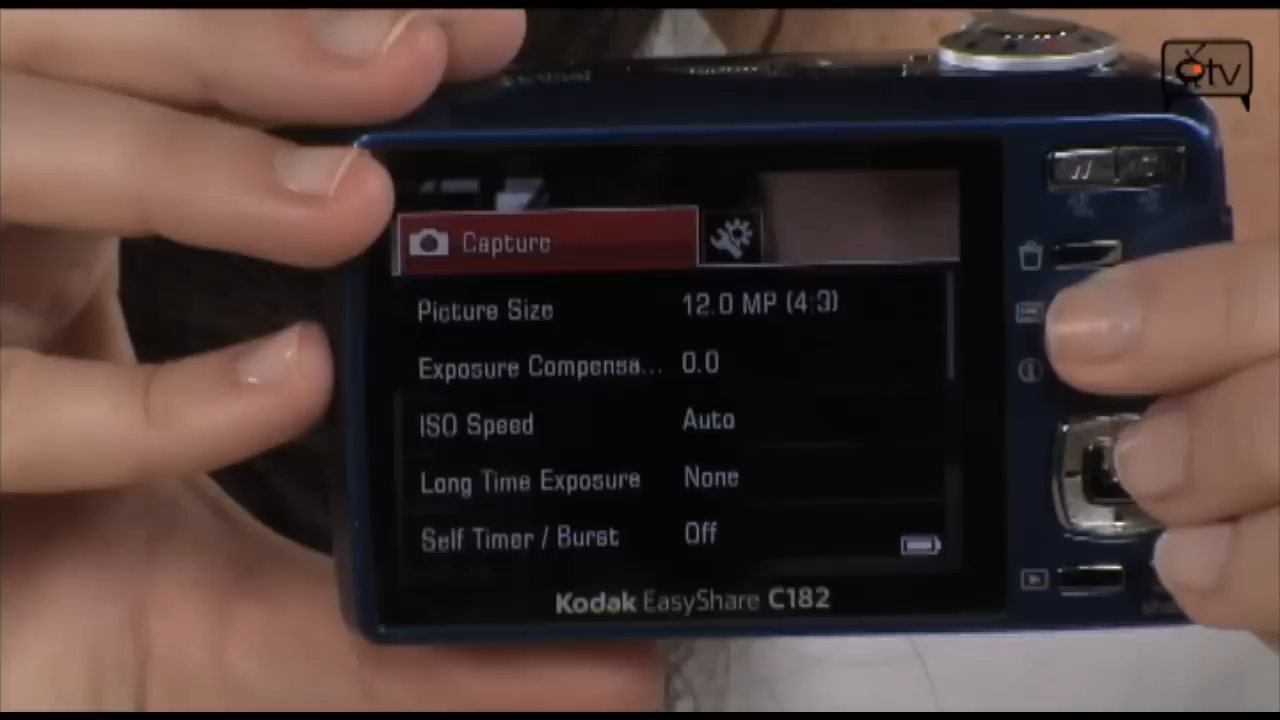 tv
Capture
Picture Size 12.0 MP (4:3)
Exposure Compensa... 0.0
ISO Speed Auto
Long Time Exposure None
Self Timer / Burst Off
Kodak EasyShare C182